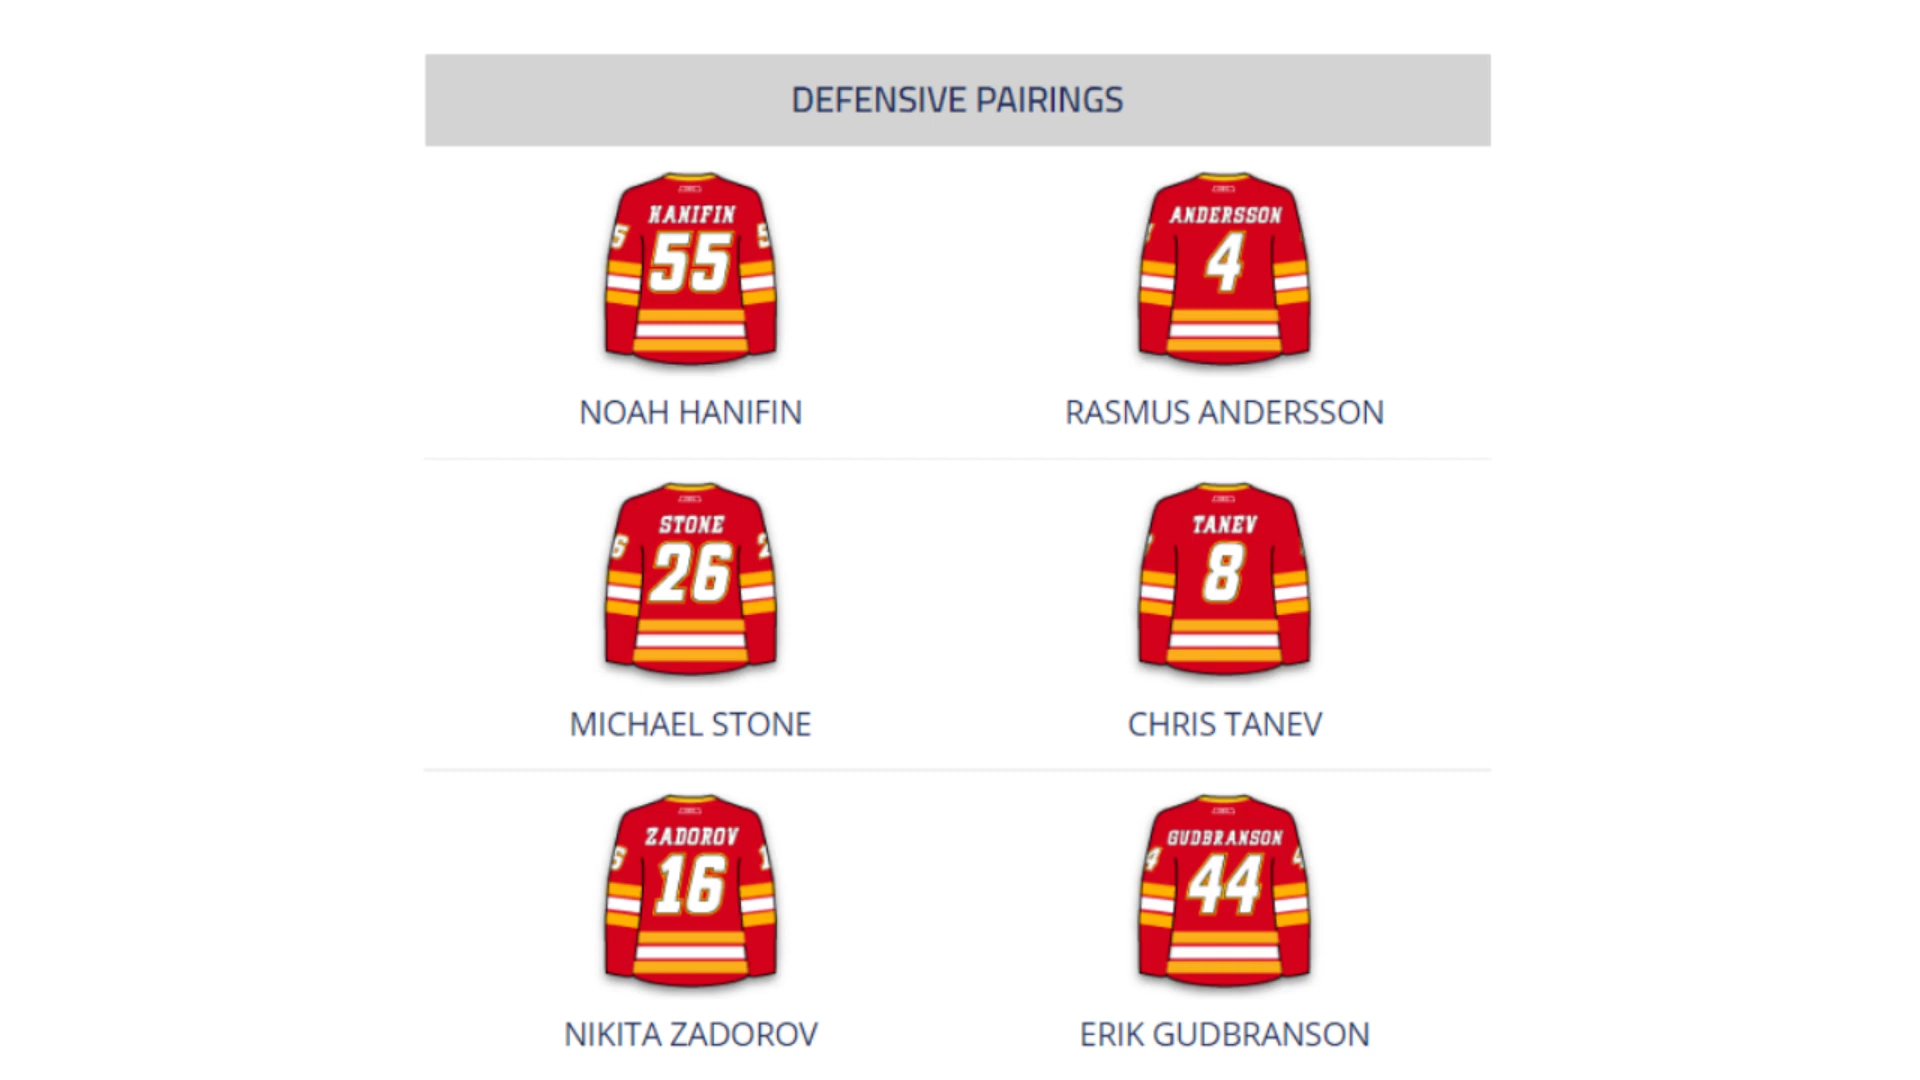 DEFENSIVE PAIRINGS
HANIFIN
55
ANDERSSON
4
NOAH HANIFIN
RASMUS ANDERSSON
STONE
26
TANEV
8
MICHAEL STONE
CHRIS TANEV
ZADOROV
16
GUDBRANSON
44
NIKITA ZADOROV
ERIK GUDBRANSON